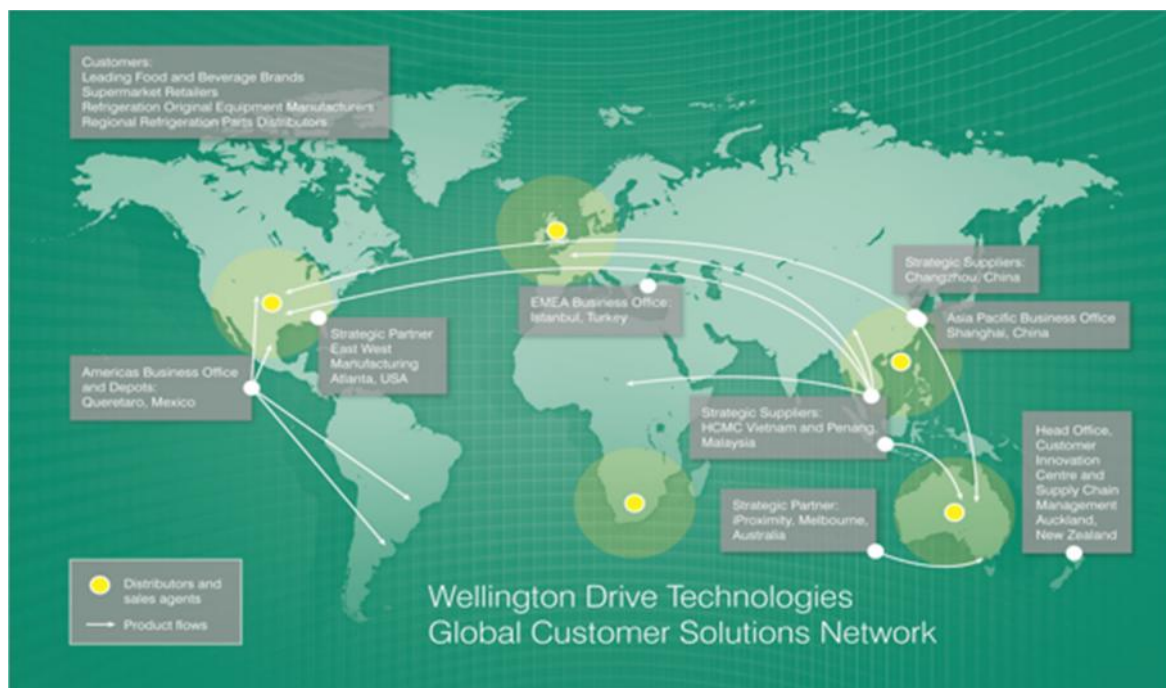 Customers:
Leading Food and Beverage Brands
Supermarket Retailers
Refrigeration Original Equipment Manufacturers
Regional Refrigeration Parts Distributors
Strategic Suppliers:
Changzhou, China
EMEA Business Office:
Istanbul, Turkey
Asia Pacific Business Office
Shanghai, China
Strategic Partner
East West
Manufacturing
Atlanta, USA
Americas Business Office
and Depots:
Queretaro, Mexico
Strategic Suppliers:
HCMC Vietnam and Penang,
Malaysia
Head Office,
Customer
Innovation
Centre and
Supply Chain
Management
Auckland,
New Zealand
Strategic Partner:
iProximity, Melbourne,
Australia
Distributors and
sales agents
Product flows
Wellington Drive Technologies
Global Customer Solutions Network